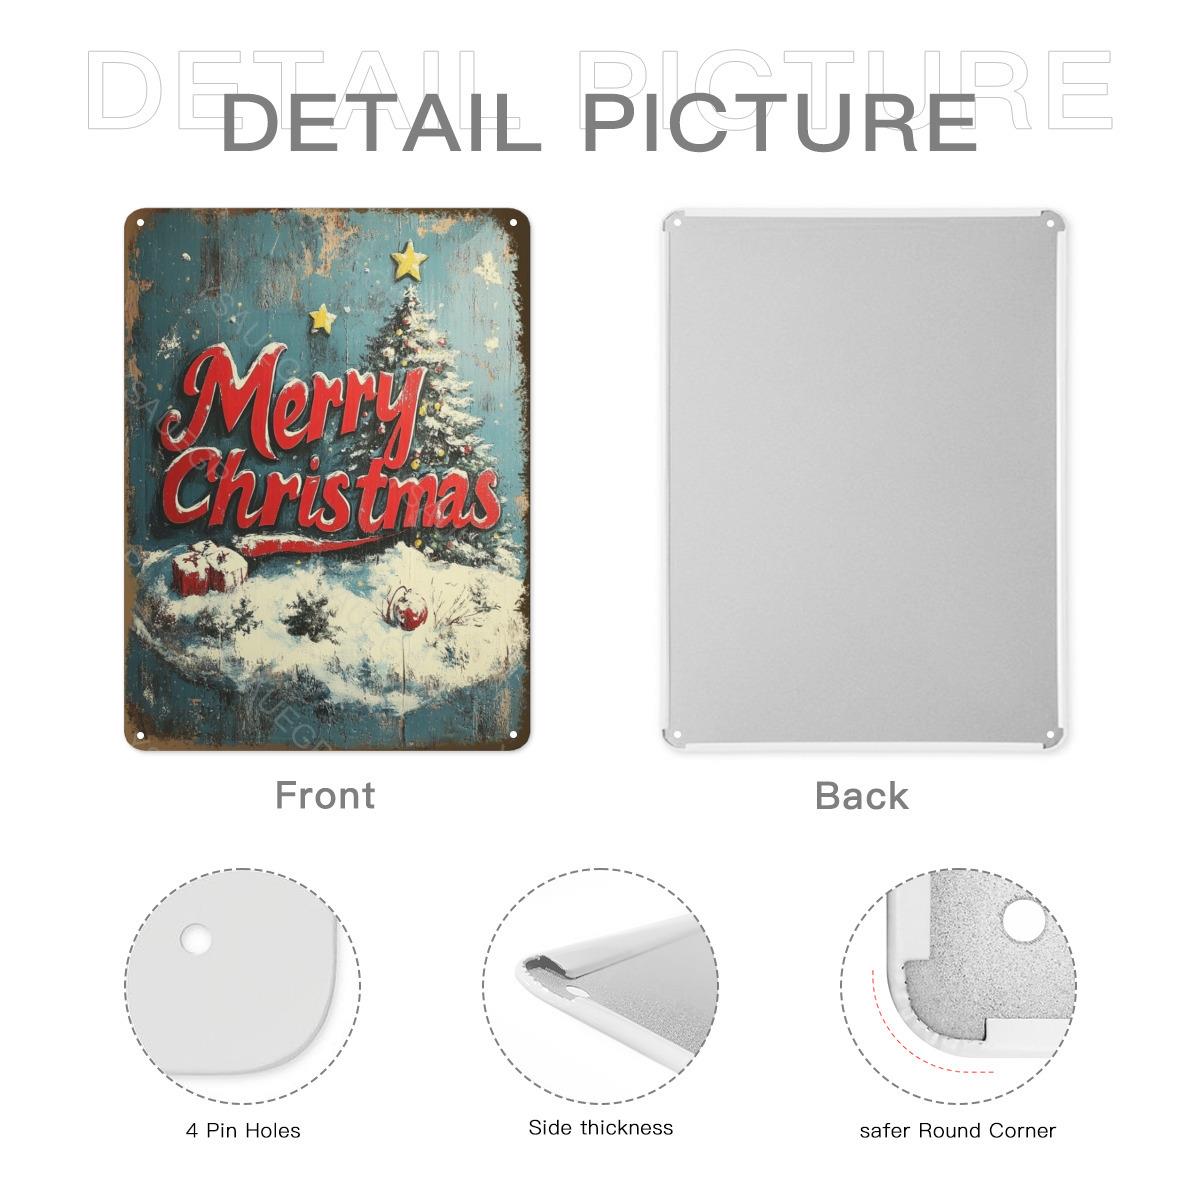 DETAIL PICTURE
DETAIL PICTURE
Merry
Christmas
Front
Back
4 Pin Holes
Side thickness
safer Round Corner